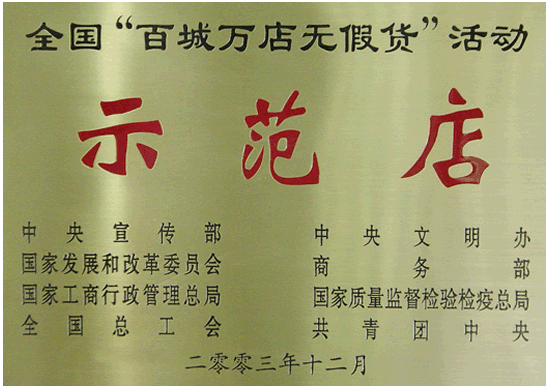 全国“百城万店无假货”活动
示范店
中央宣传部 中央文明办
国家发展和改革委员会 商务部
国家工商行政管理总局 国家质量监督检验检疫总局
全国总工会 共青团中央
二零零三年十二月